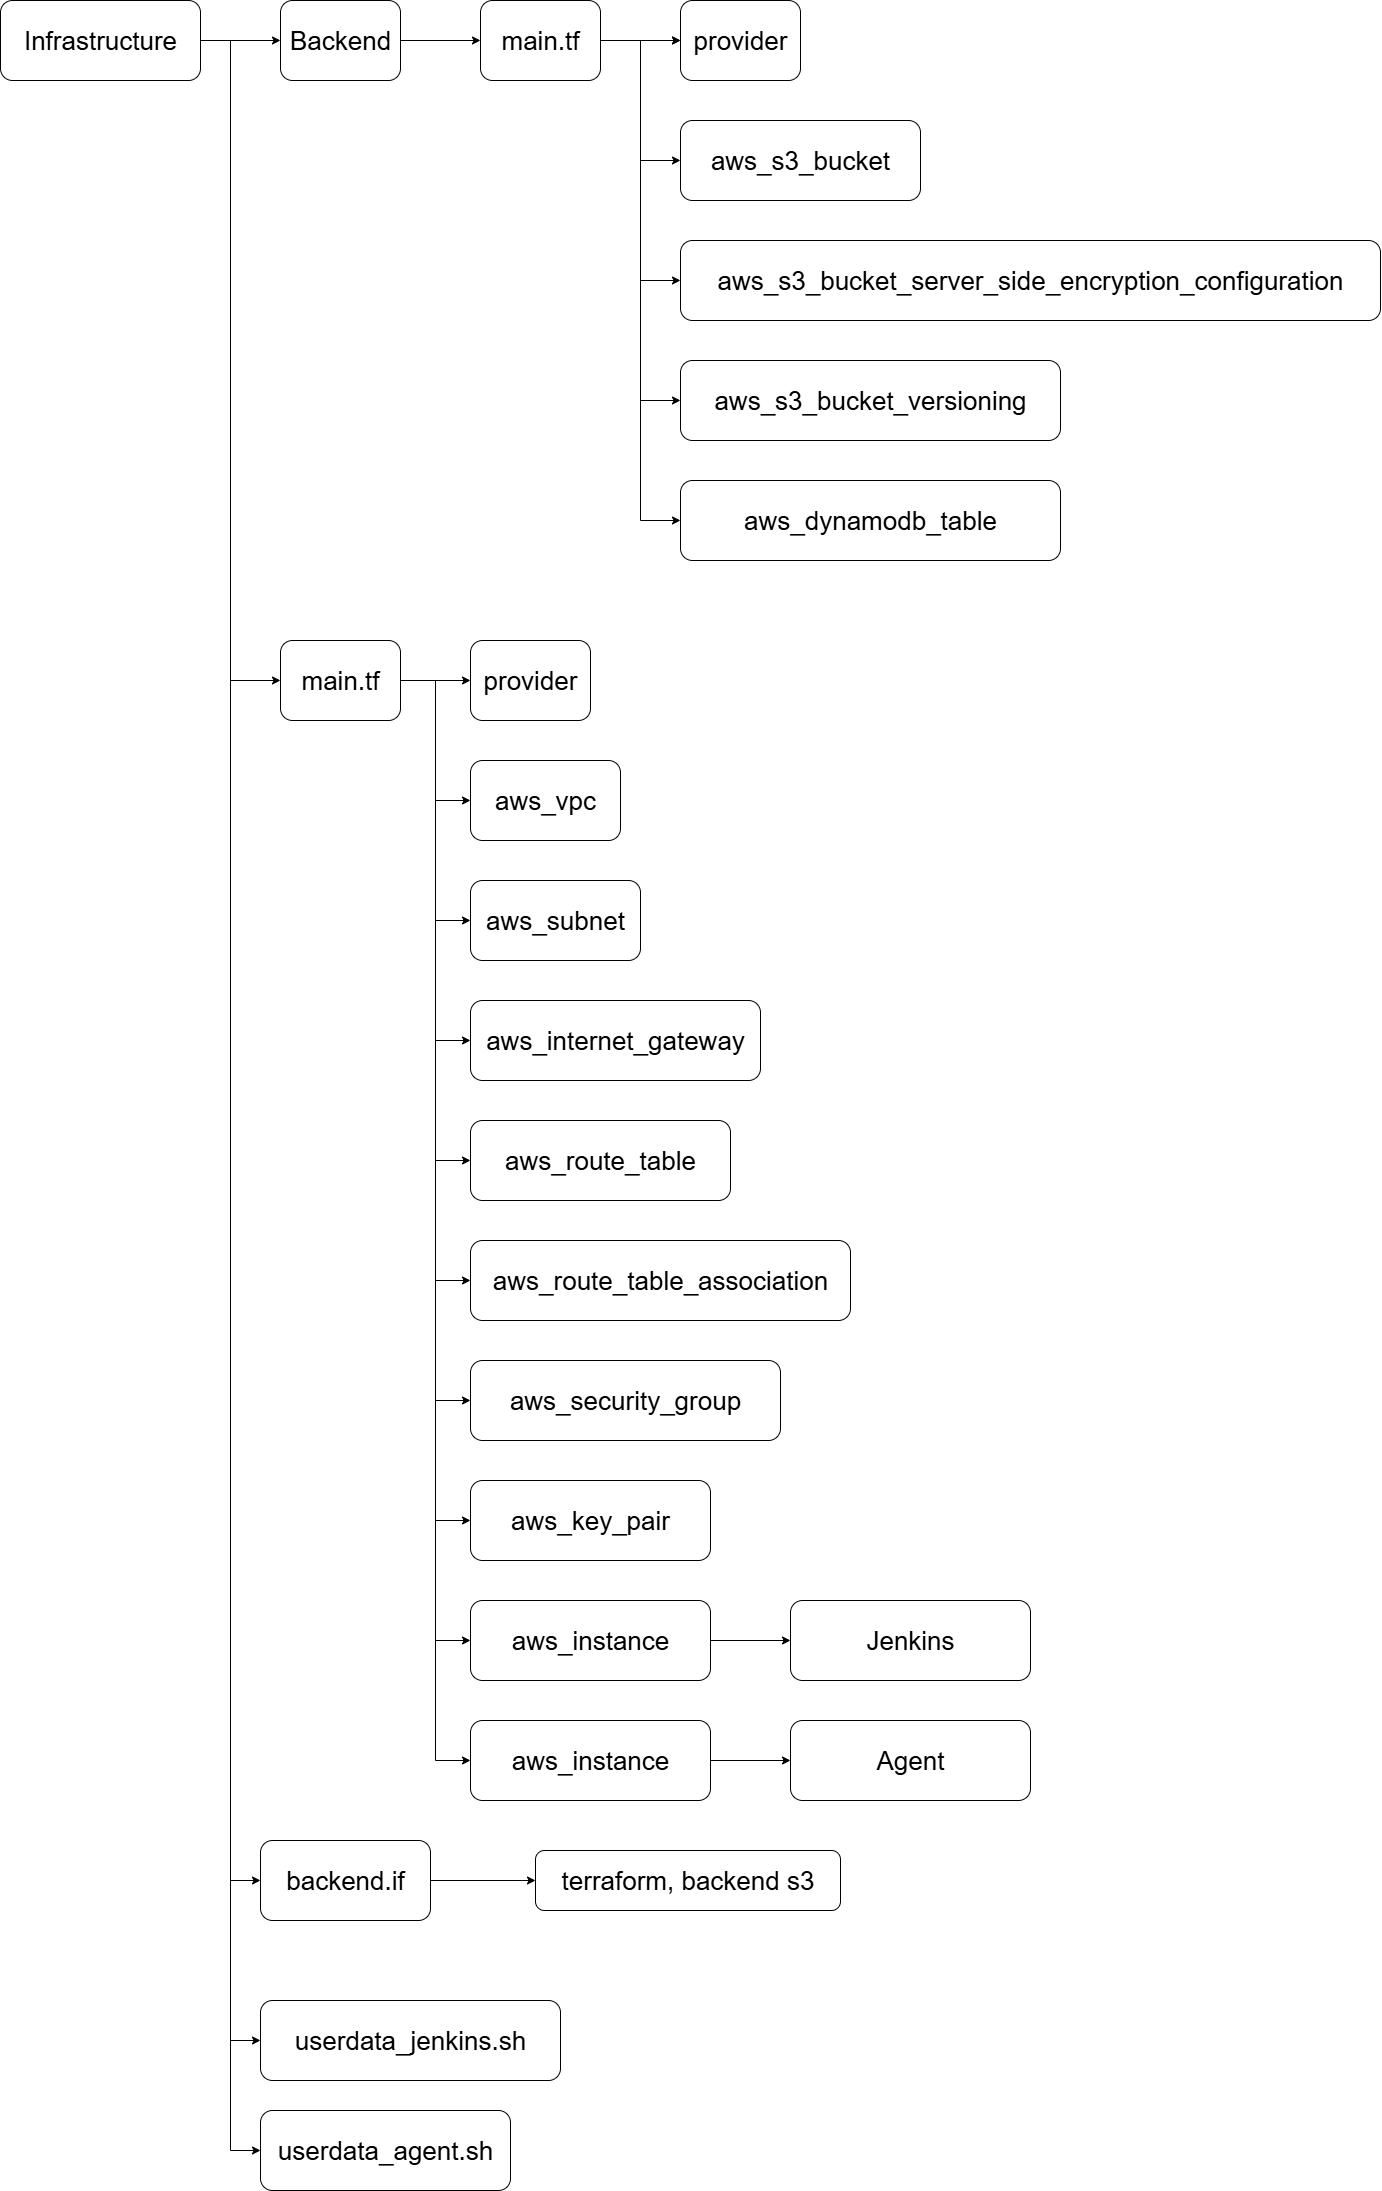 Infrastructure
Backend
main.tf
provider
aws_s3_bucket
aws_s3_bucket_server_side_encryption_configuration
aws_s3_bucket_versioning
aws_dynamodb_table
main.tf
provider
aws_vpc
aws_subnet
aws_internet_gateway
aws_route_table
aws_route_table_association
aws_security_group
aws_key_pair
aws_instance
Jenkins
aws_instance
Agent
backend.if
terraform, backend s3
userdata_jenkins.sh
userdata_agent.sh